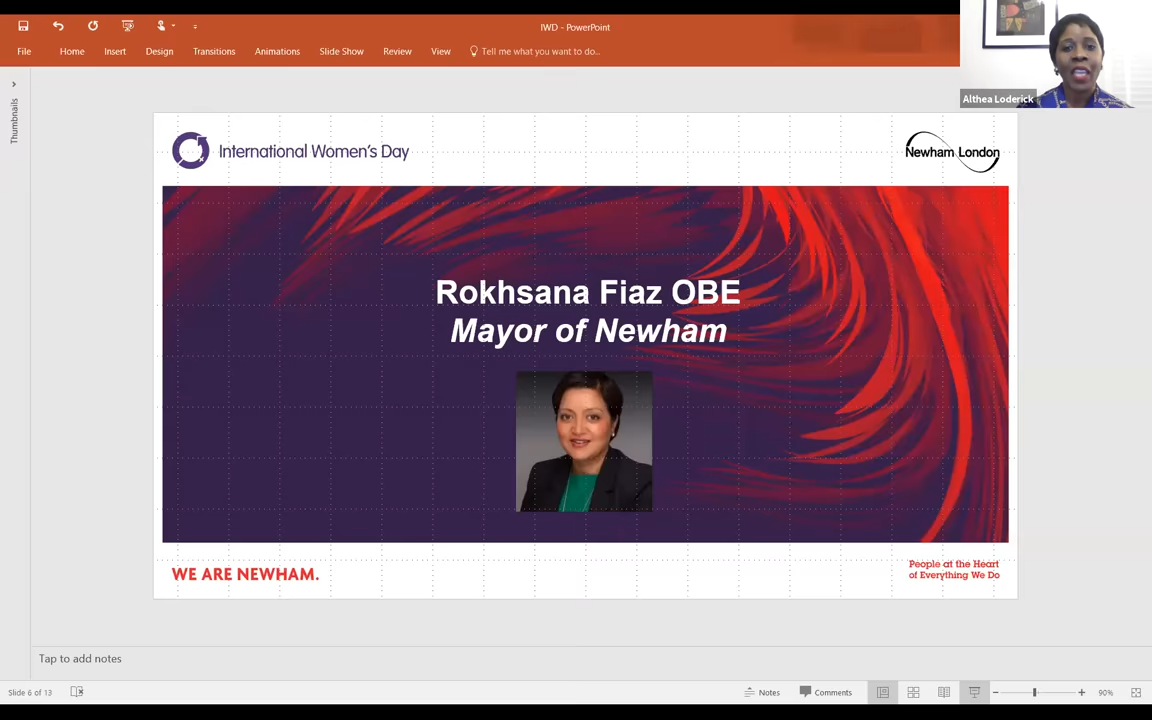 IWD - PowerPoint
File Home Insert Design Transitions Animations Slide Show Review View Tell me what you want to do...
Althea Loderick
Thumbnails
International Women's Day
Newham London
Rokhsana Fiaz OBE
Mayor of Newham
WE ARE NEWHAM.
People at the Heart
of Everything We Do
Tap to add notes
Slide 6 of 13 Notes Comments 90%